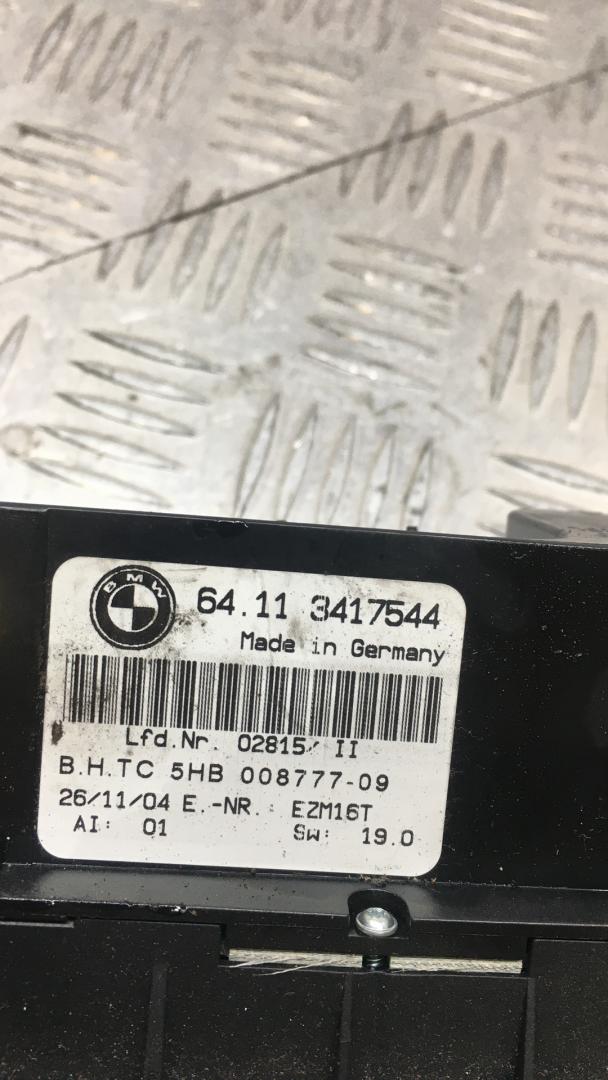 BMW
64.11 3417544
Made in Germany
Lfd.Nr. 02815/ II
B.H.TC 5HB 008777-09
26/11/04 E.-NR.: EZM16T
AI: 01 SW: 19.0